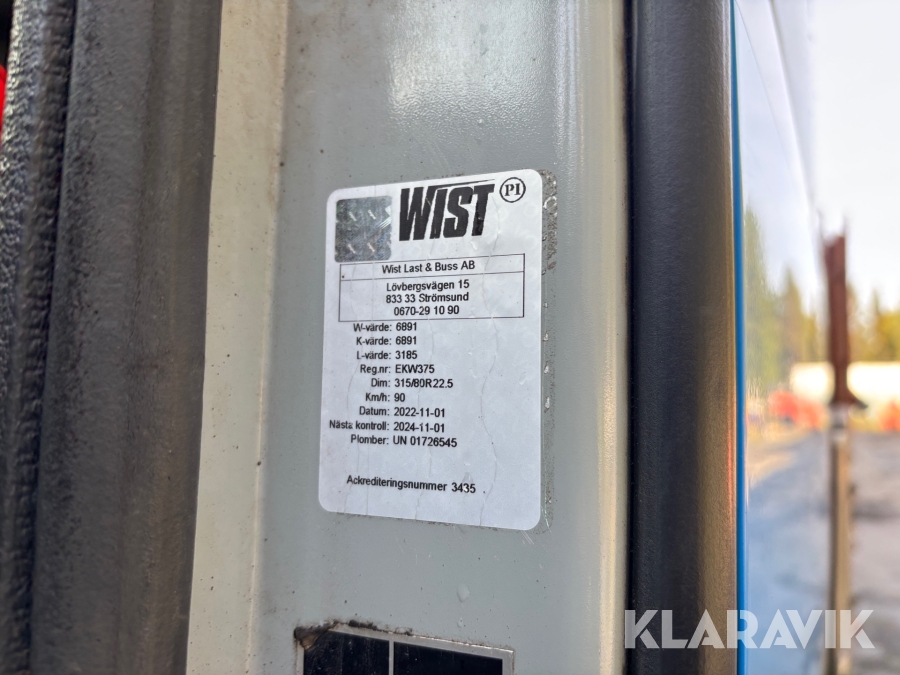 WIST PI
Wist Last & Buss AB
Lövbergsvägen 15
833 33 Strömsund
0670-29 10 90
W-värde: 6891
K-värde: 6891
L-värde: 3185
Reg.nr: EKW375
Dim: 315/80R22.5
Km/h: 90
Datum: 2022-11-01
Nästa kontroll: 2024-11-01
Plomber: UN 01726545
Ackrediteringsnummer 3435
KLARAVIK